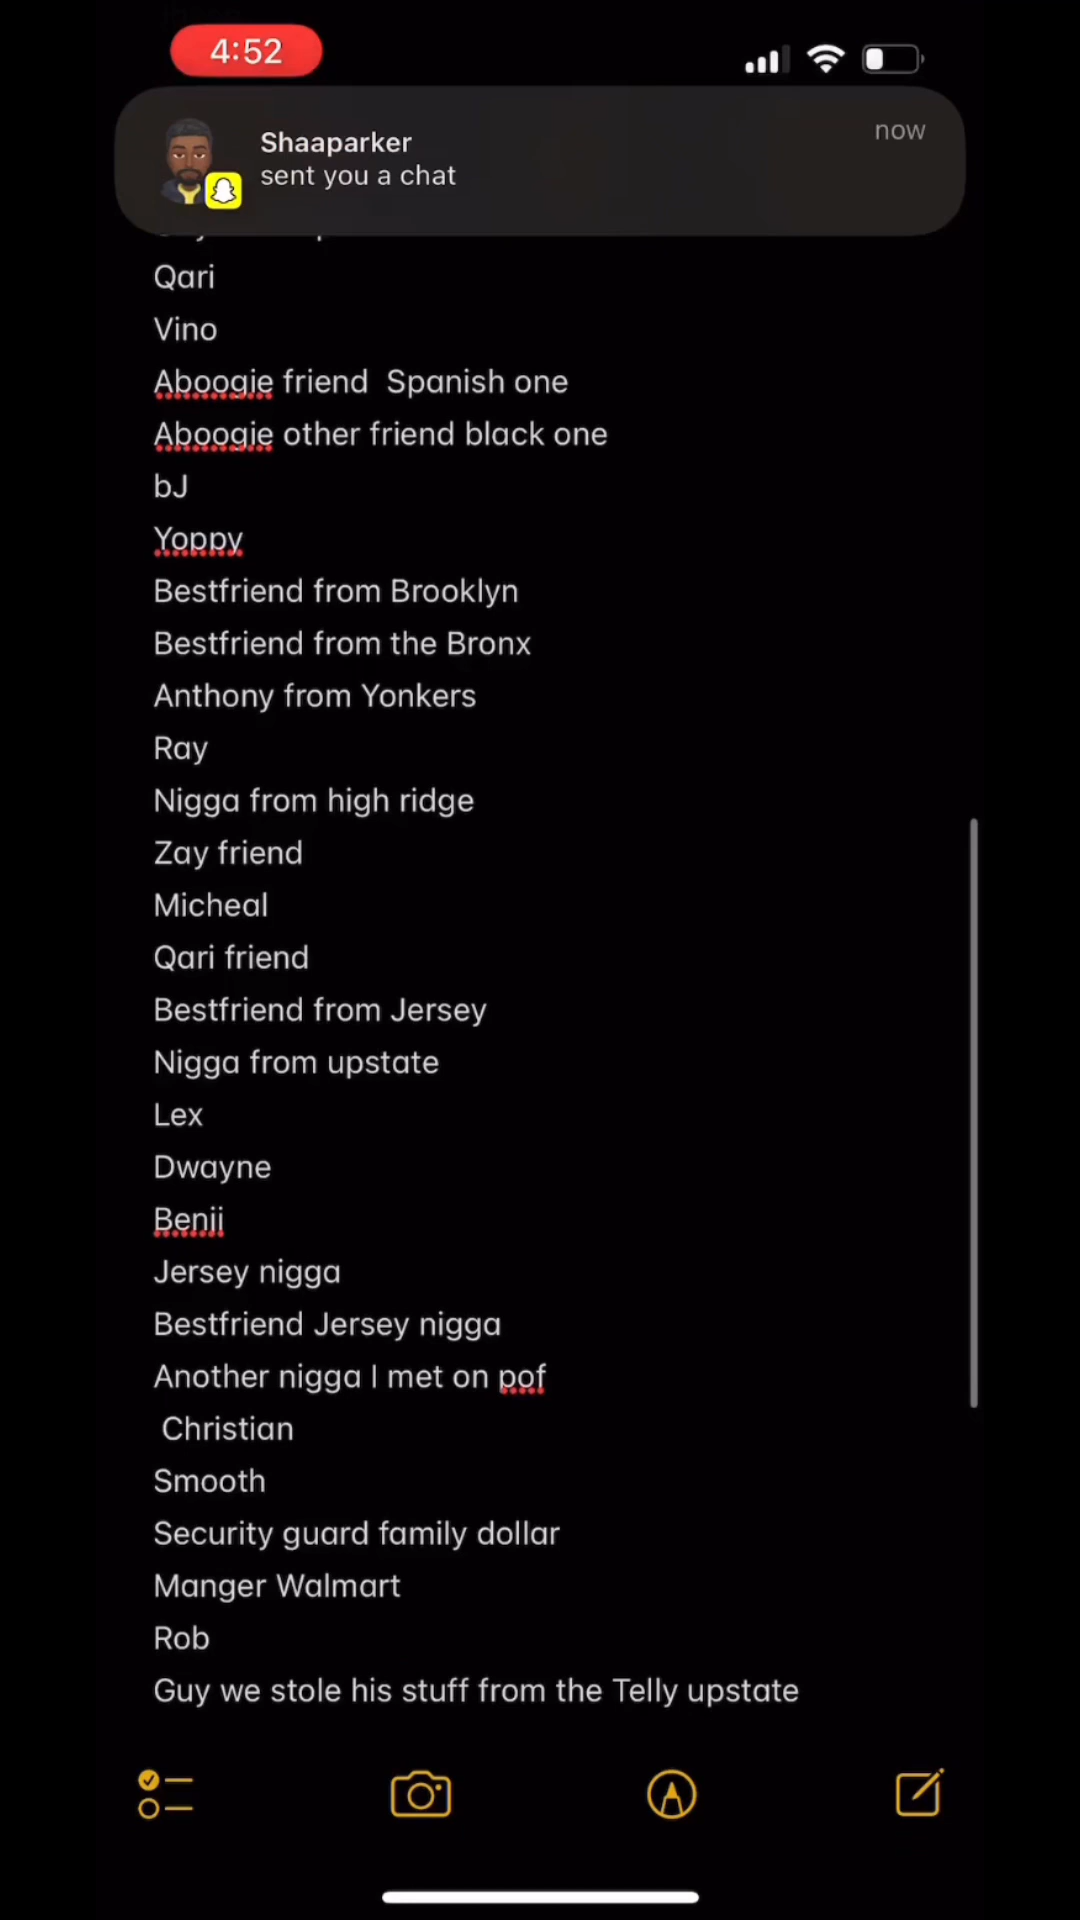 4:52
Shaaparker
now
sent you a chat
Qari
Vino
Aboogie friend  Spanish one
Aboogie other friend black one
bJ
Yoppy
Bestfriend from Brooklyn
Bestfriend from the Bronx
Anthony from Yonkers
Ray
Nigga from high ridge
Zay friend
Micheal
Qari friend
Bestfriend from Jersey
Nigga from upstate
Lex
Dwayne
Benii
Jersey nigga
Bestfriend Jersey nigga
Another nigga I met on pof
Christian
Smooth
Security guard family dollar
Manger Walmart
Rob
Guy we stole his stuff from the Telly upstate